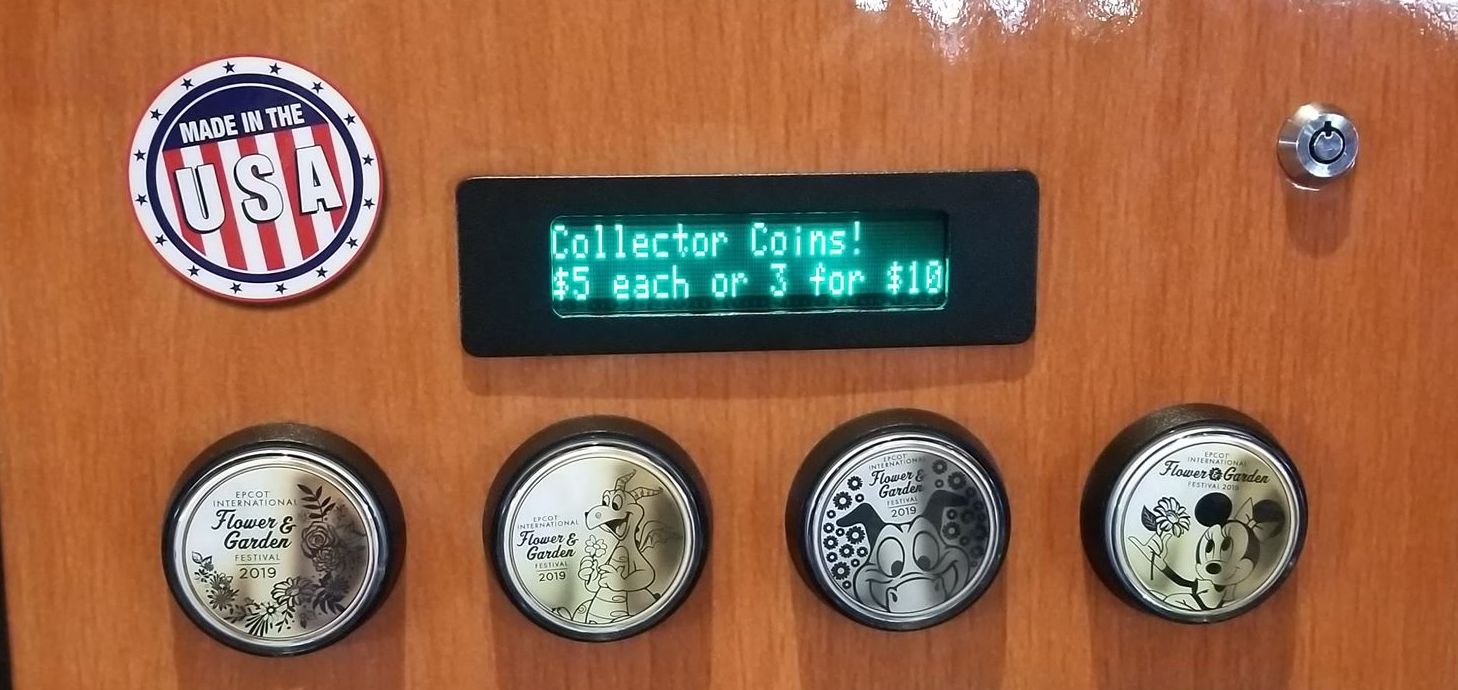 MADE IN THE
USA
Collector Coins!
$5 each or 3 for $10
EPCOT
INTERNATIONAL
Flower &
Garden
FESTIVAL
2019
EPCOT
INTERNATIONAL
Flower &
Garden
FESTIVAL
2019
EPCOT
INTERNATIONAL
Flower &
Garden
FESTIVAL
2019
EPCOT
INTERNATIONAL
Flower & Garden
FESTIVAL 2019